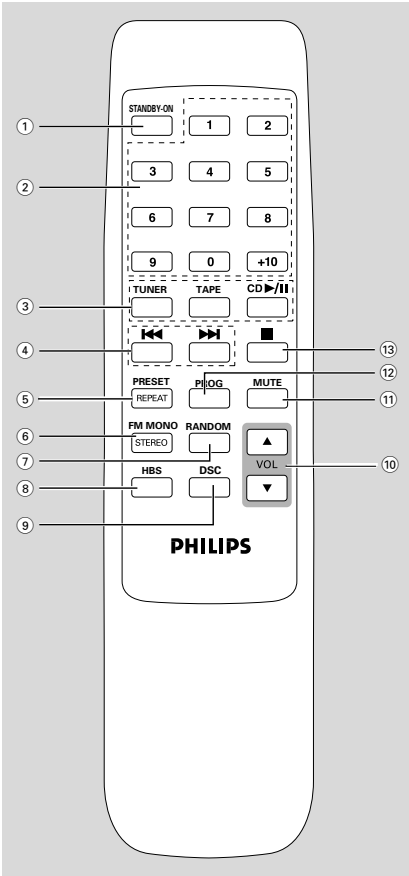 STANDBY-ON
1 2
①
②
3 4 5
6 7 8
9 0 +10
TUNER TAPE CD ▶/II
③
④
⑬
⑫
PRESET PROG MUTE
⑤ REPEAT
⑪
FM MONO RANDOM
⑥ STEREO
⑦
VOL ⑩
HBS DSC
⑧
⑨
PHILIPS